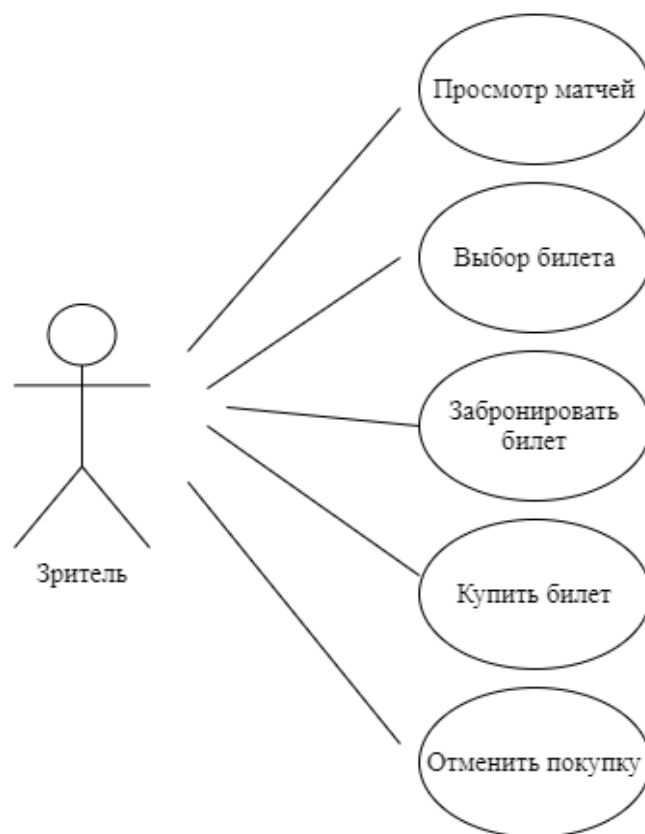 Просмотр матчей
Выбор билета
Забронировать
билет
Зритель
Купить билет
Отменить покупку